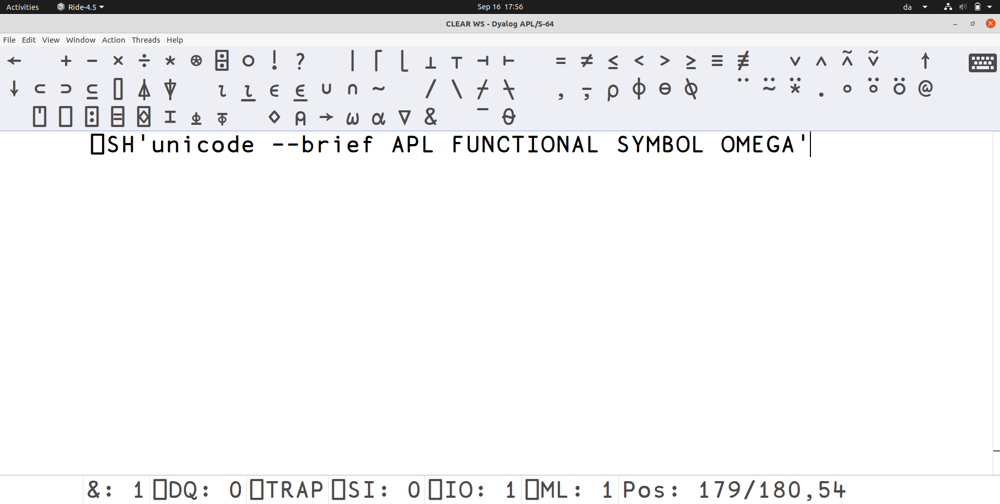 Activities Ride-4.5 Sep 16 17:56 da
CLEAR WS - Dyalog APL/S-64
File Edit View Window Action Threads Help
← + - × ÷ * ⍟ ⌹ ○ ! ? | ⌈ ⌊ ⊥ ⊤ ⊣ ⊢ = ≠ ≤ < > ≥ ≡ ≢ ∨ ∧ ⍲ ⍱ ↑
↓ ⊂ ⊃ ⊆ ⌷ ⍋ ⍒ ⍳ ⍸ ∊ ⍷ ∪ ∩ ~ / \ ⌿ ⍀ , ⍪ ⍴ ⌽ ⊖ ⍉ ¨ ⍨ ⍣ . ∘ ⍤ ⍥ @
⍞ ⎕ ⍠ ⌸ ⌺ ⌶ ⍎ ⍕ ⋄ ⍝ → ⍵ ⍺ ∇ & ¯ ⍬
⎕SH'unicode --brief APL FUNCTIONAL SYMBOL OMEGA'
&: 1 ⎕DQ: 0 ⎕TRAP ⎕SI: 0 ⎕IO: 1 ⎕ML: 1 Pos: 179/180,54